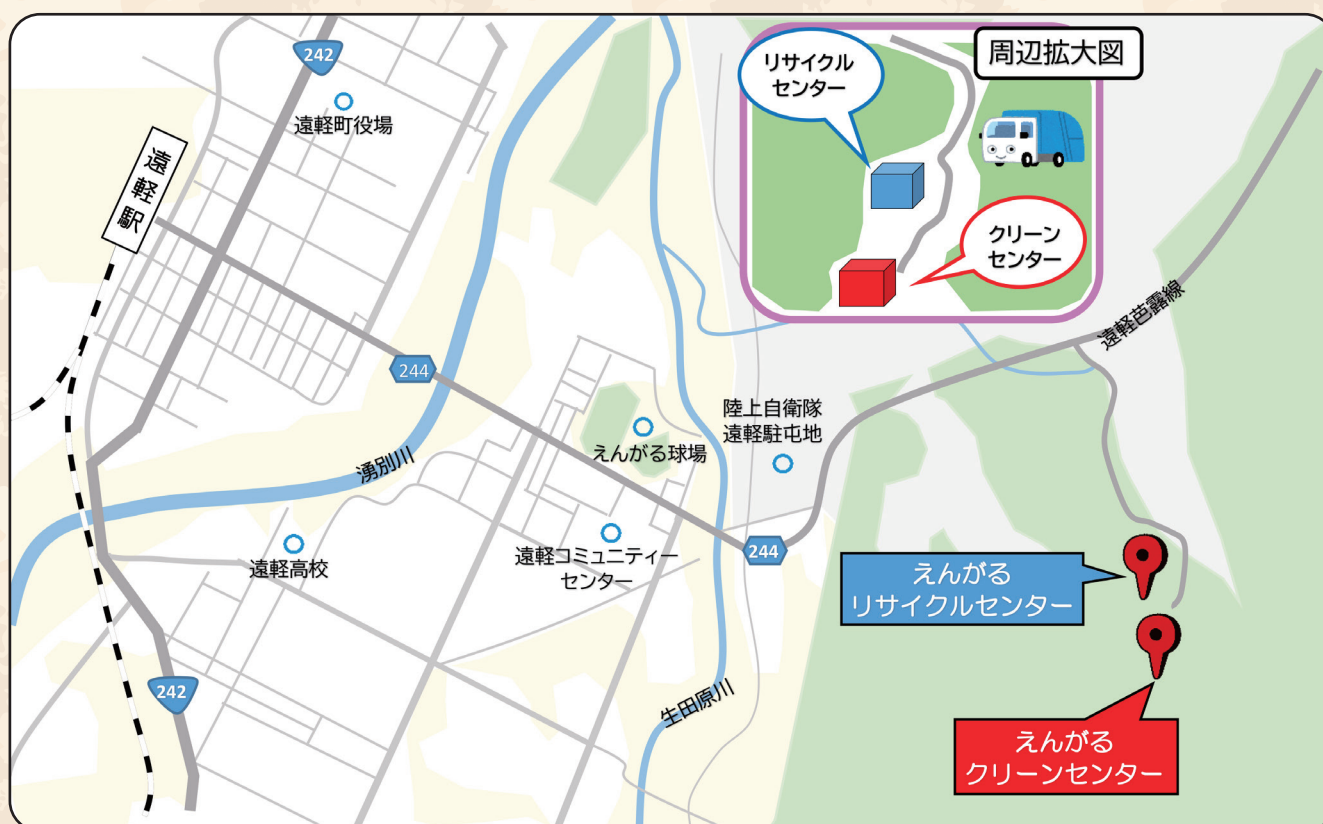 242
遠軽町役場
遠軽駅
リサイクル
センター
周辺拡大図
クリーン
センター
遠軽芭露線
244
湧別川
えんがる球場
陸上自衛隊
遠軽駐屯地
遠軽高校
遠軽コミュニティー
センター
244
えんがる
リサイクルセンター
242
生田原川
えんがる
クリーンセンター